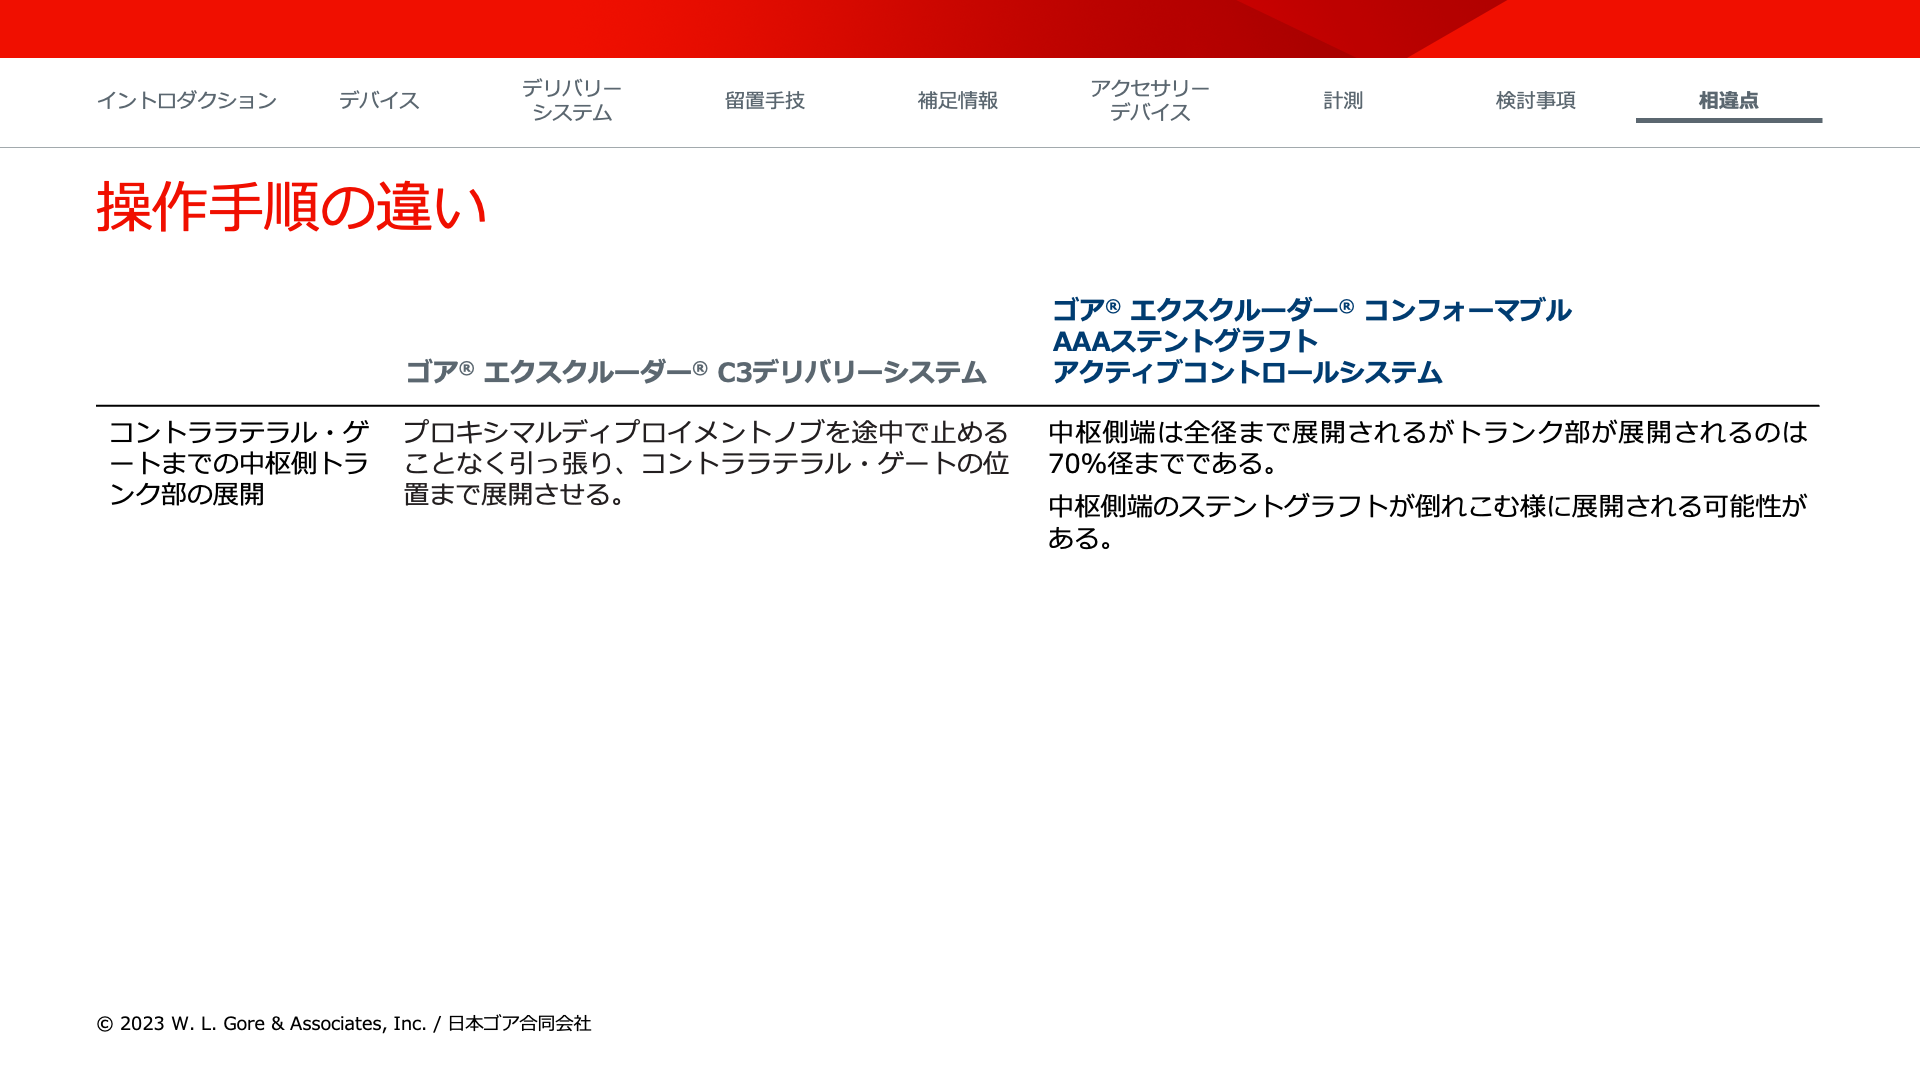 イントロダクション
デバイス
デリバリー
システム
留置手技
補足情報
アクセサリー
デバイス
計測
検討事項
相違点
操作手順の違い
ゴア® エクスクルーダー® C3デリバリーシステム
ゴア® エクスクルーダー® コンフォーマブル
AAAステントグラフト
アクティブコントロールシステム
コントララテラル・ゲ
ートまでの中枢側トラ
ンク部の展開
プロキシマルディプロイメントノブを途中で止める
ことなく引っ張り、コントララテラル・ゲートの位
置まで展開させる。
中枢側端は全径まで展開されるがトランク部が展開されるのは
70%径までである。
中枢側端のステントグラフトが倒れこむ様に展開される可能性が
ある。
© 2023 W. L. Gore & Associates, Inc. / 日本ゴア合同会社